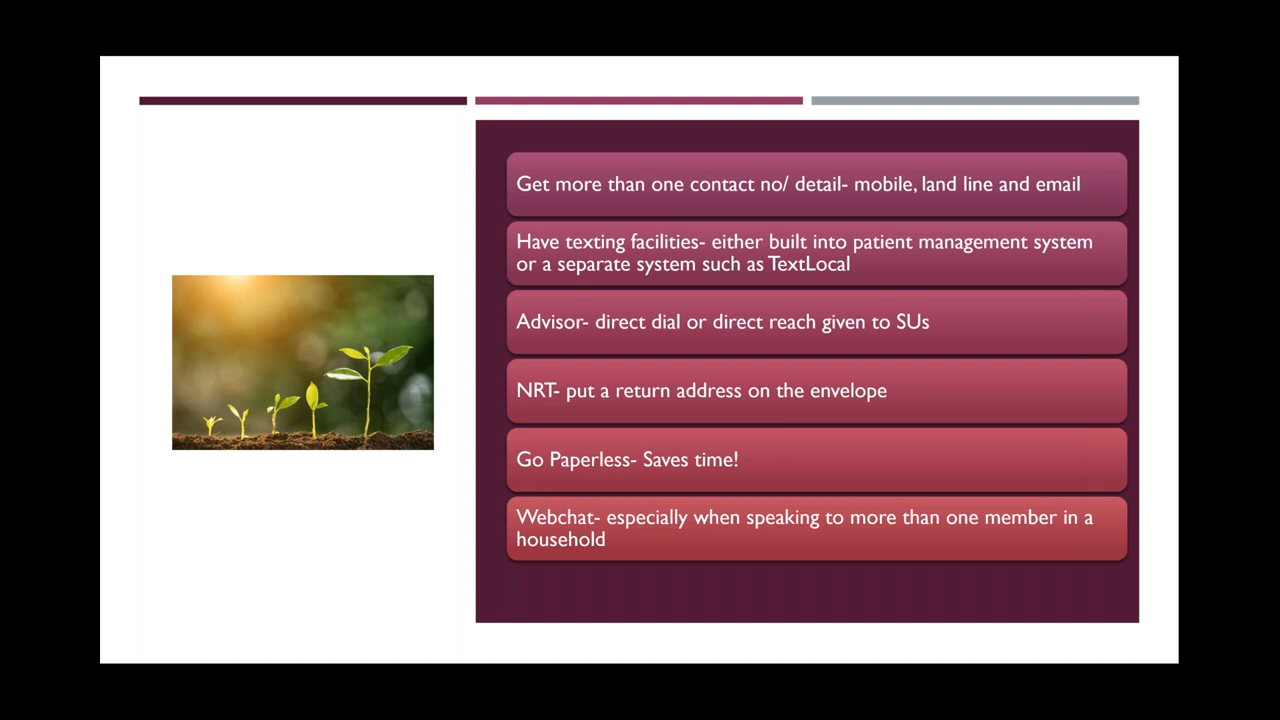 Get more than one contact no/ detail- mobile, land line and email
Have texting facilities- either built into patient management system
or a separate system such as TextLocal
Advisor- direct dial or direct reach given to SUs
NRT- put a return address on the envelope
Go Paperless- Saves time!
Webchat- especially when speaking to more than one member in a
household